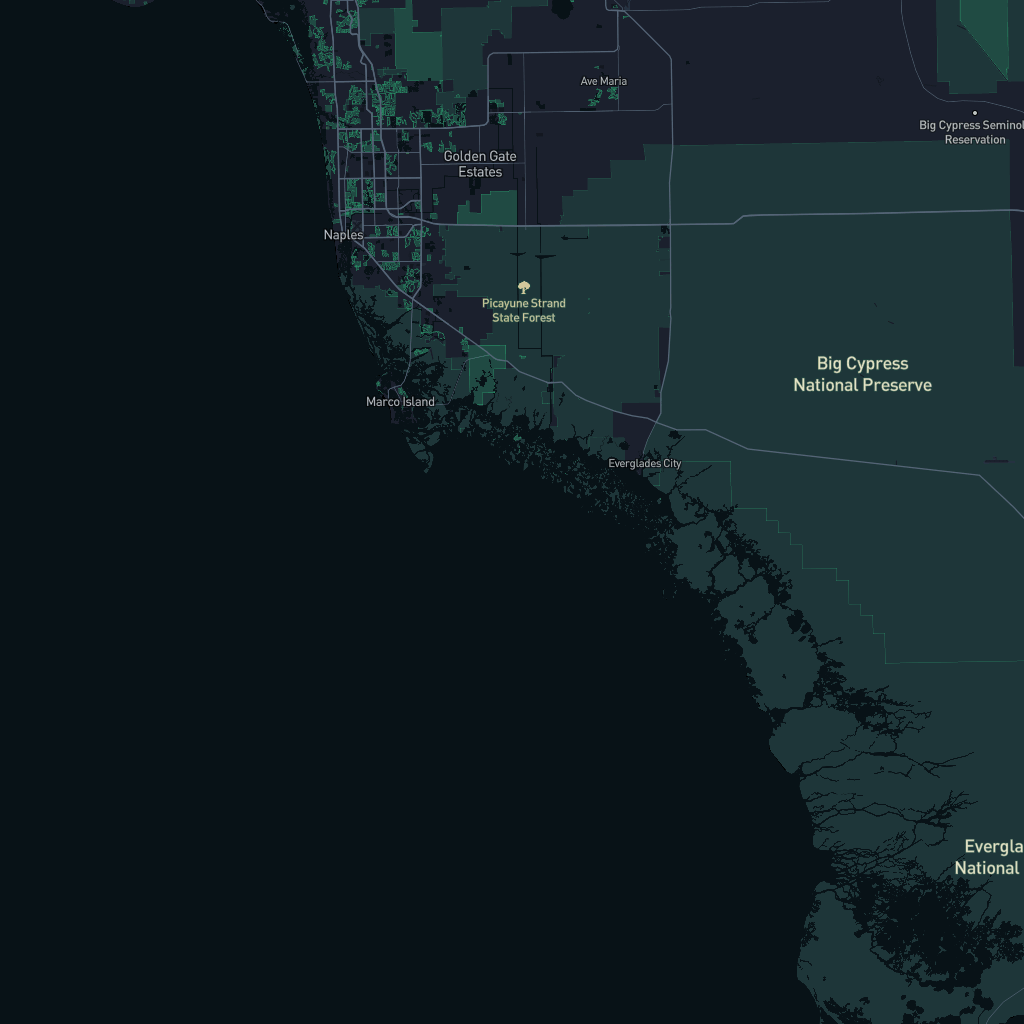 Ave Maria
Big Cypress Seminol
Reservation
Golden Gate
Estates
Naples
Picayune Strand
State Forest
Big Cypress
National Preserve
Marco Island
Everglades City
Evergla
National